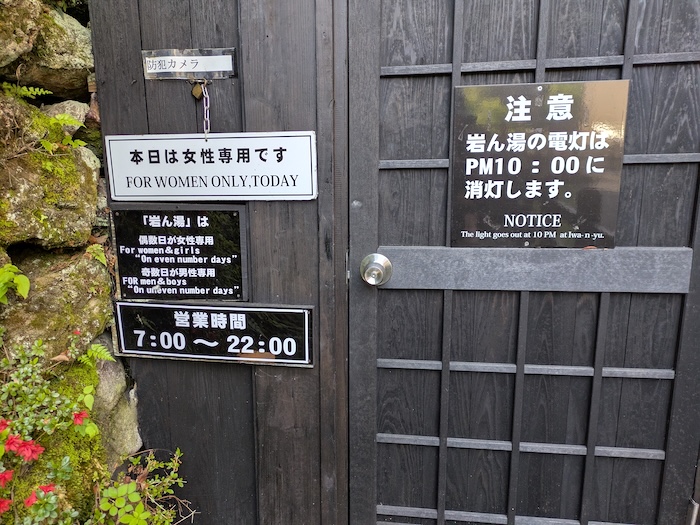 防犯カメラ
本日は女性専用です
FOR WOMEN ONLY,TODAY
「岩ん湯」は
偶数日が女性専用
For women&girls
“On even number days”
奇数日が男性専用
FOR men&boys
“On uneven number days”
営業時間
7:00～22:00
注意
岩ん湯の電灯は
PM10：00に
消灯します。
NOTICE
The light goes out at 10 PM at Iwa-n-yu.